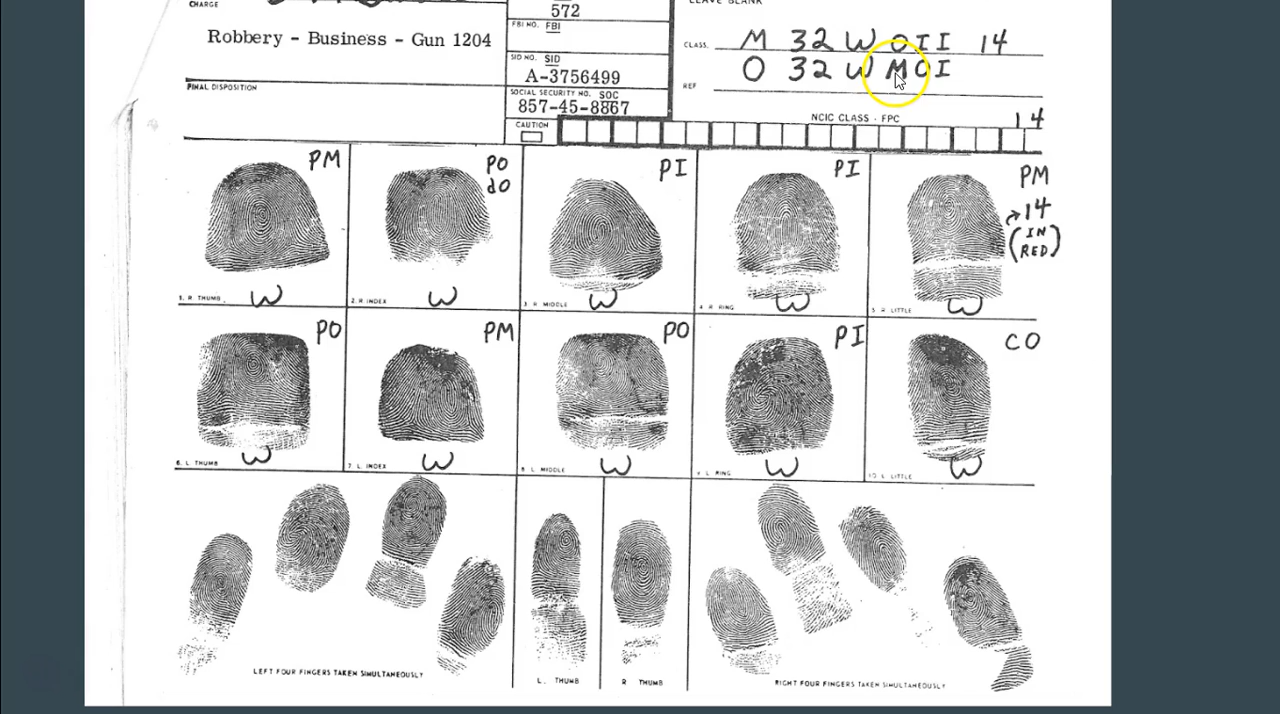 CHARGE
572
LEAVE BLANK
FBI NO. FBI
Robbery - Business - Gun 1204
CLASS. M 32 W OII 14
SID NO. SID
A-3756499
O 32 W MOI
REF
FINAL DISPOSITION
SOCIAL SECURITY NO. SOC
857-45-8867
NCIC CLASS - FPC
14
CAUTION
PM
PO
dO
PI
PI
PM
14
(IN
RED)
W
W
W
W
W
1. R. THUMB
2. R INDEX
3. R MIDDLE
4. R RING
5. R LITTLE
PO
PM
PO
PI
CO
W
W
W
W
W
6. L. THUMB
7. L. INDEX
8. L. MIDDLE
9. L. RING
10. L. LITTLE
LEFT FOUR FINGERS TAKEN SIMULTANEOUSLY
L. THUMB
R THUMB
RIGHT FOUR FINGERS TAKEN SIMULTANEOUSLY